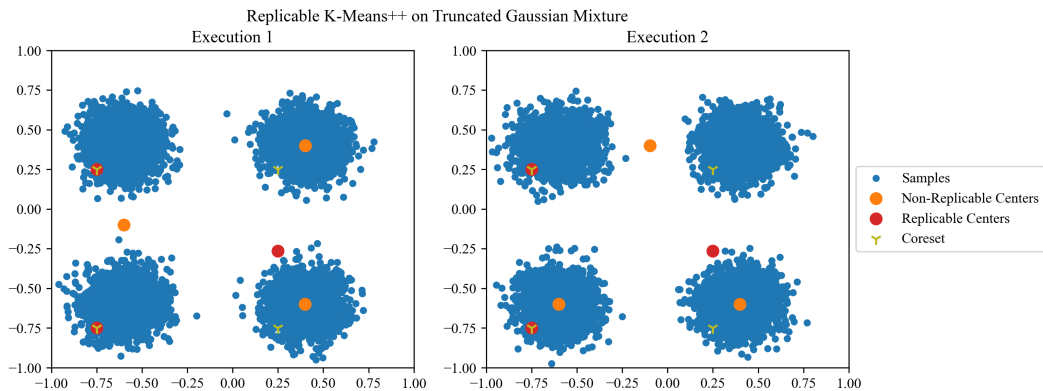 Replicable K-Means++ on Truncated Gaussian Mixture
Execution 1
1.00
0.75
0.50
0.25
0.00
−0.25
−0.50
−0.75
−1.00
−1.00 −0.75 −0.50 −0.25 0.00 0.25 0.50 0.75 1.00
Execution 2
1.00
0.75
0.50
0.25
0.00
−0.25
−0.50
−0.75
−1.00
−1.00 −0.75 −0.50 −0.25 0.00 0.25 0.50 0.75 1.00
Samples
Non-Replicable Centers
Replicable Centers
Coreset